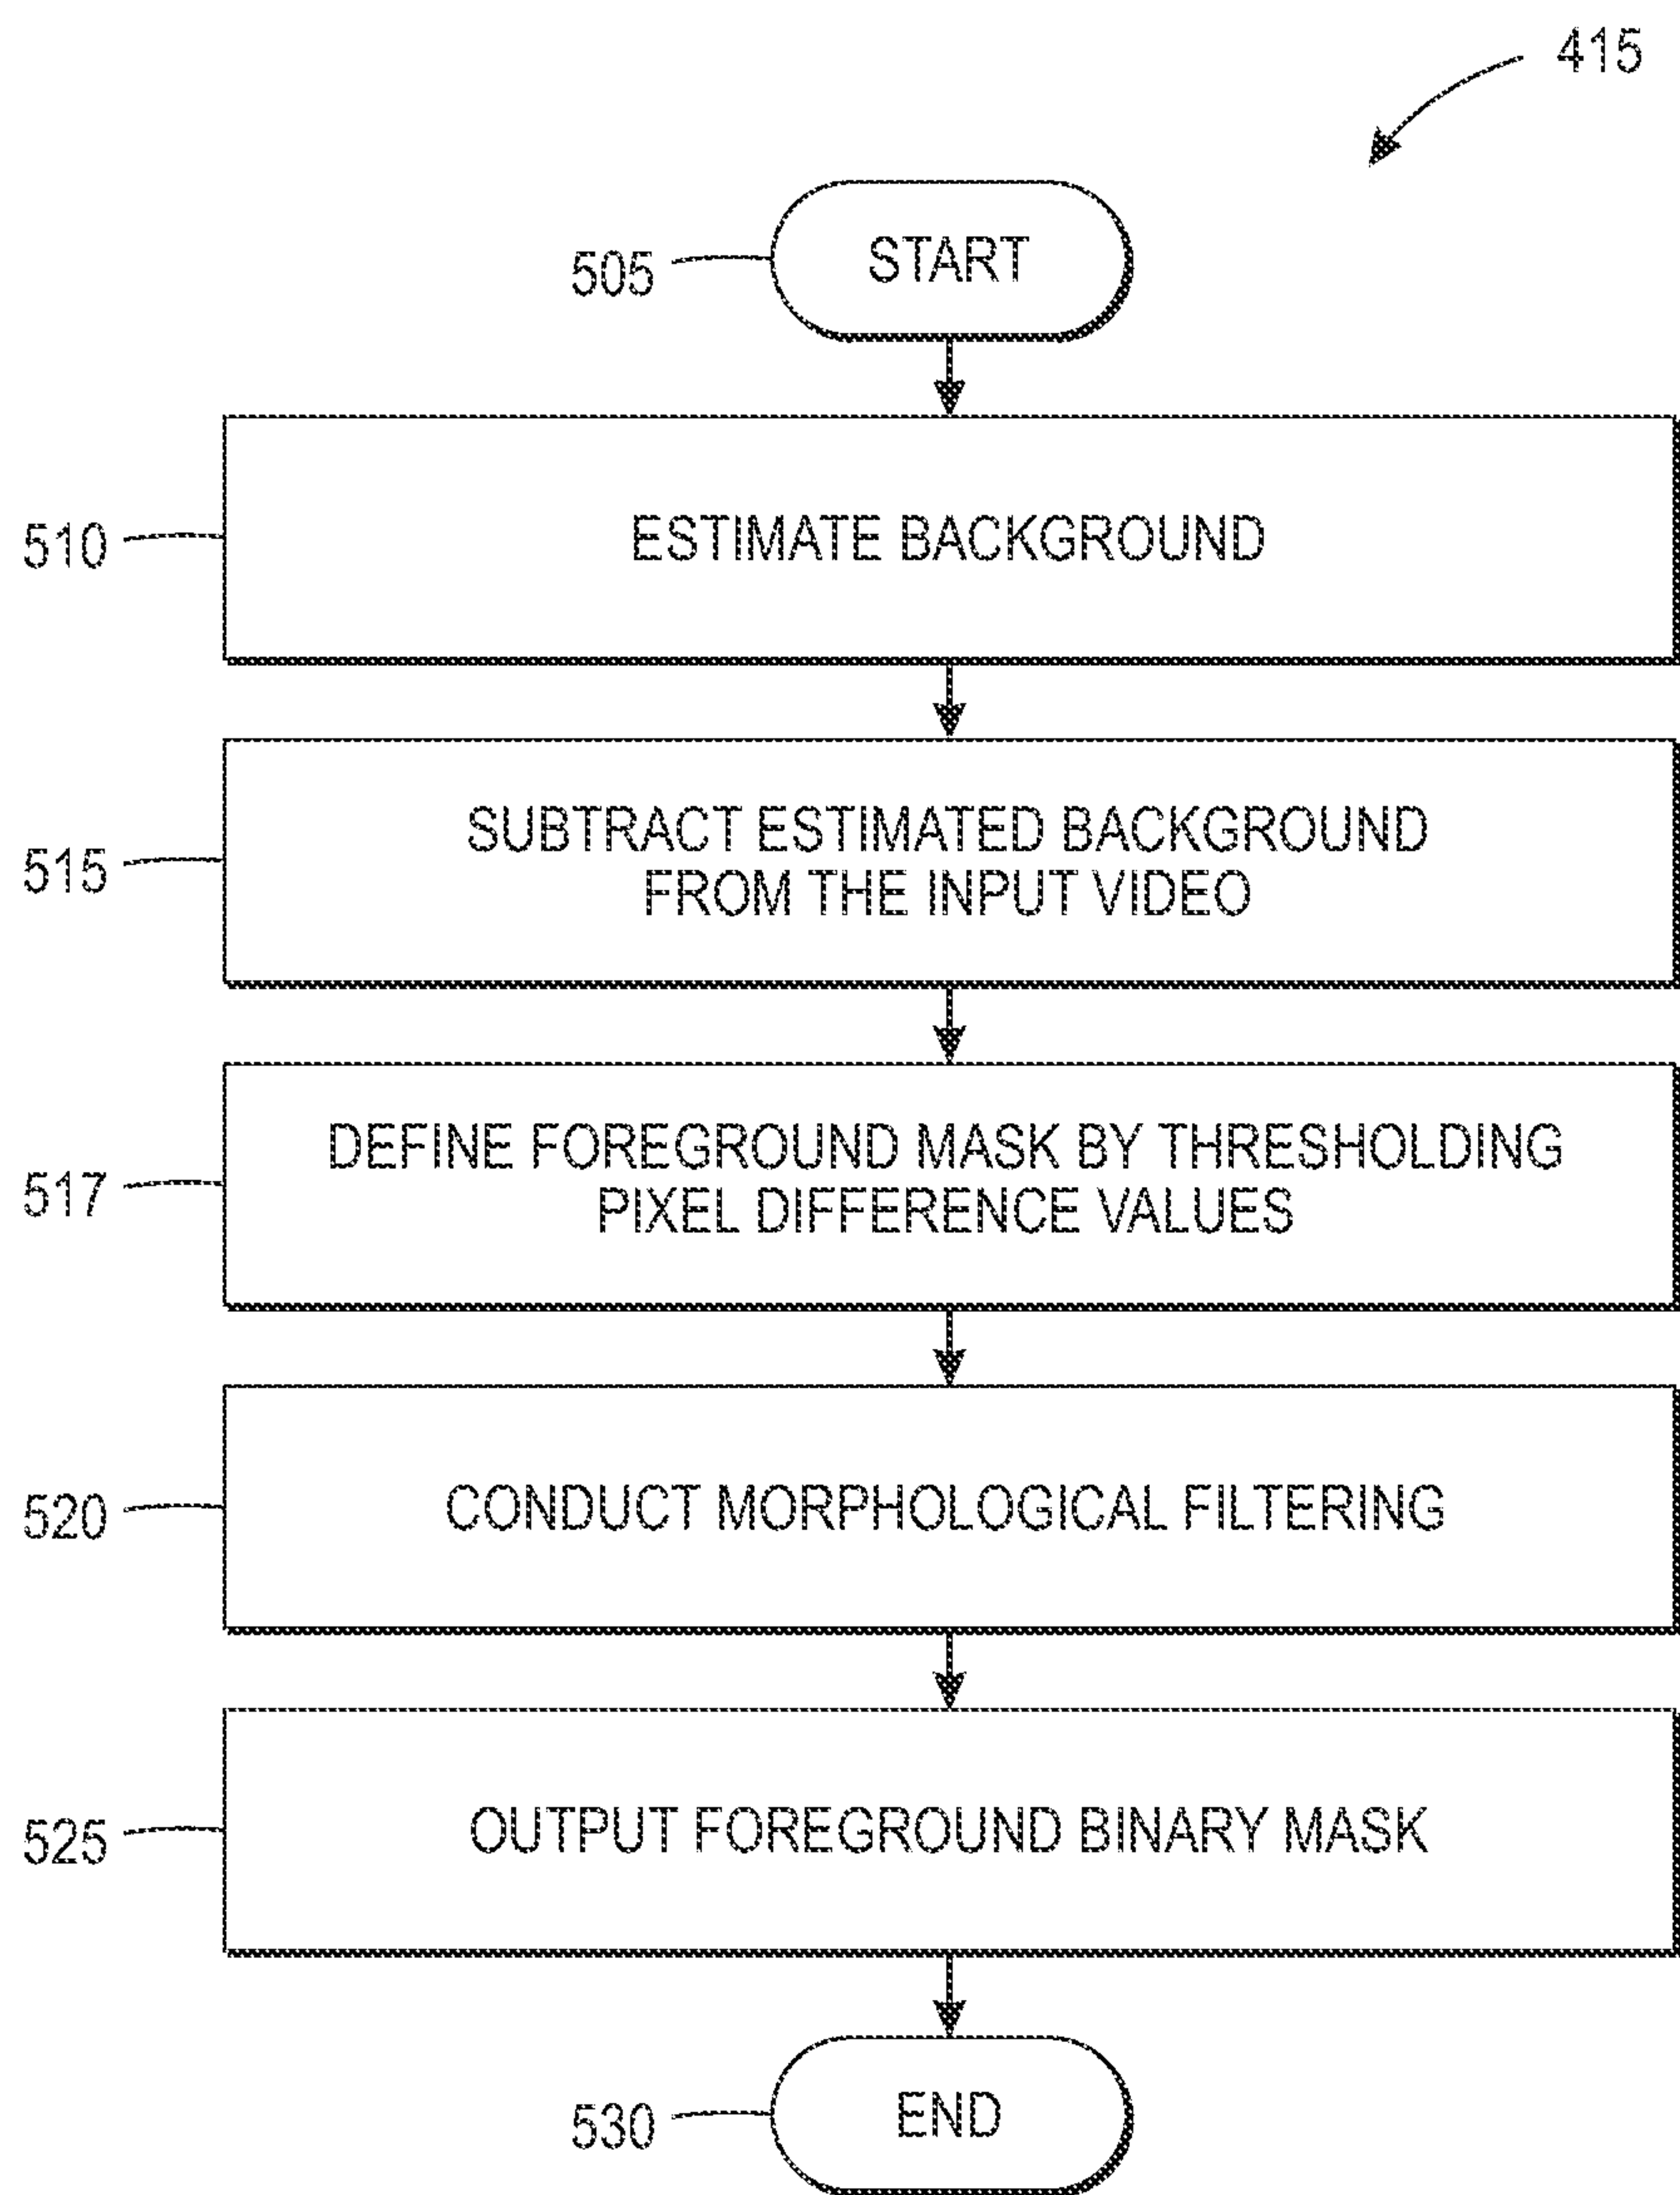 415
505
START
510
ESTIMATE BACKGROUND
515
SUBTRACT ESTIMATED BACKGROUND
FROM THE INPUT VIDEO
517
DEFINE FOREGROUND MASK BY THRESHOLDING
PIXEL DIFFERENCE VALUES
520
CONDUCT MORPHOLOGICAL FILTERING
525
OUTPUT FOREGROUND BINARY MASK
530
END